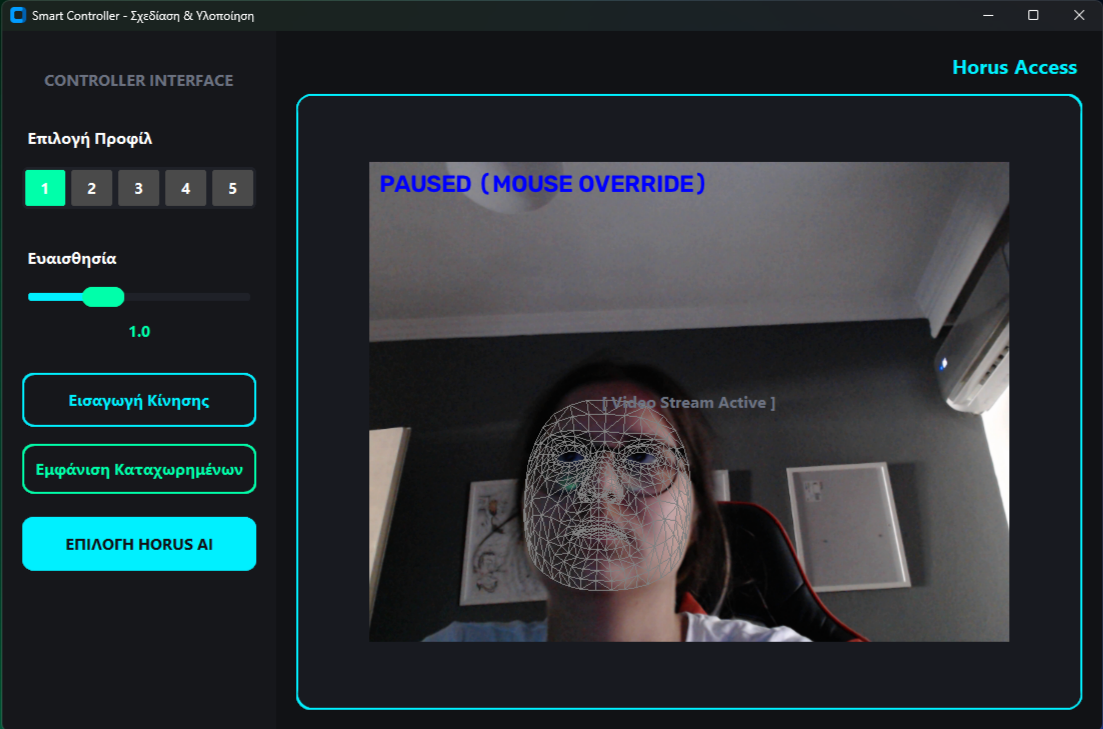 Smart Controller - Σχεδίαση & Υλοποίηση
CONTROLLER INTERFACE
Επιλογή Προφίλ
1 2 3 4 5
Ευαισθησία
1.0
Εισαγωγή Κίνησης
Εμφάνιση Καταχωρημένων
ΕΠΙΛΟΓΗ HORUS AI
Horus Access
PAUSED (MOUSE OVERRIDE)
[ Video Stream Active ]